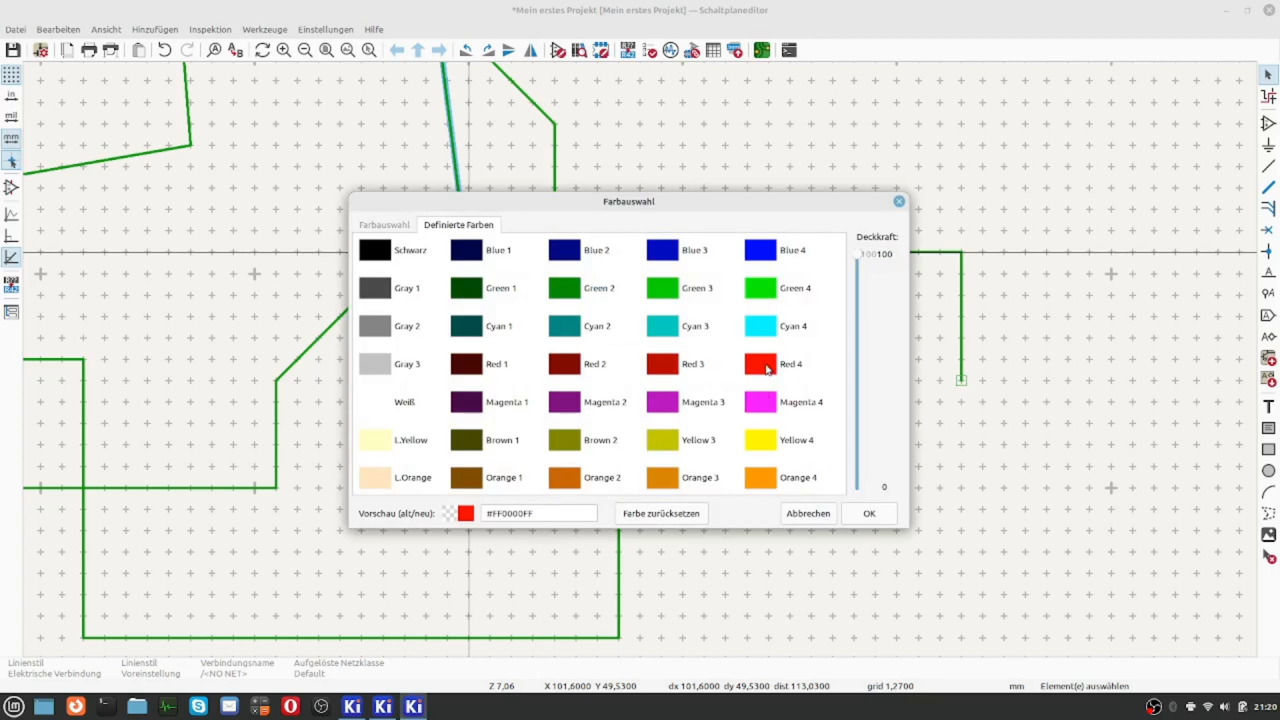 *Mein erstes Projekt [Mein erstes Projekt] — Schaltplaneditor
Datei Bearbeiten Ansicht Hinzufügen Inspektion Werkzeuge Einstellungen Hilfe
in
mil
mm
Farbauswahl
Farbauswahl Definierte Farben
Deckkraft:
100
Schwarz Blue 1 Blue 2 Blue 3 Blue 4
Gray 1 Green 1 Green 2 Green 3 Green 4
Gray 2 Cyan 1 Cyan 2 Cyan 3 Cyan 4
Gray 3 Red 1 Red 2 Red 3 Red 4
Weiß Magenta 1 Magenta 2 Magenta 3 Magenta 4
L.Yellow Brown 1 Brown 2 Yellow 3 Yellow 4
L.Orange Orange 1 Orange 2 Orange 3 Orange 4
0
Vorschau (alt/neu): #FF0000FF Farbe zurücksetzen Abbrechen OK
Linienstil Linienstil Verbindungsname Aufgelöste Netzklasse
Elektrische Verbindung Voreinstellung /<NO NET> Default
Z 7,06 X 101,6000 Y 49,5300 dx 101,6000 dy 49,5300 dist 113,0300 grid 1,2700 mm Element(e) auswählen
Ki Ki Ki 21:20